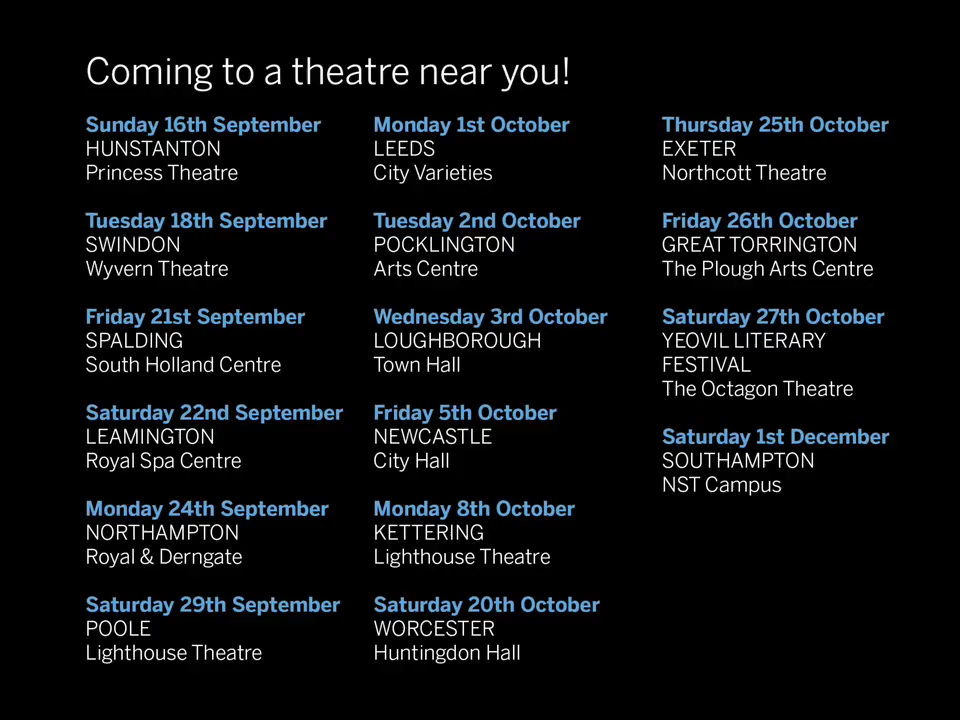 Coming to a theatre near you!
Sunday 16th September
HUNSTANTON
Princess Theatre
Tuesday 18th September
SWINDON
Wyvern Theatre
Friday 21st September
SPALDING
South Holland Centre
Saturday 22nd September
LEAMINGTON
Royal Spa Centre
Monday 24th September
NORTHAMPTON
Royal & Derngate
Saturday 29th September
POOLE
Lighthouse Theatre
Monday 1st October
LEEDS
City Varieties
Tuesday 2nd October
POCKLINGTON
Arts Centre
Wednesday 3rd October
LOUGHBOROUGH
Town Hall
Friday 5th October
NEWCASTLE
City Hall
Monday 8th October
KETTERING
Lighthouse Theatre
Saturday 20th October
WORCESTER
Huntingdon Hall
Thursday 25th October
EXETER
Northcott Theatre
Friday 26th October
GREAT TORRINGTON
The Plough Arts Centre
Saturday 27th October
YEOVIL LITERARY
FESTIVAL
The Octagon Theatre
Saturday 1st December
SOUTHAMPTON
NST Campus